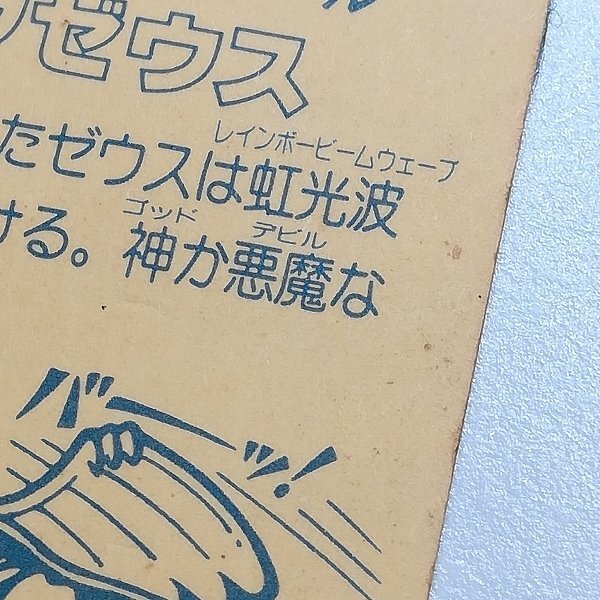 ゼウス
レインボービームウェーブ
たゼウスは虹光波
ゴッド デビル
ける。神か悪魔な
バーッ!